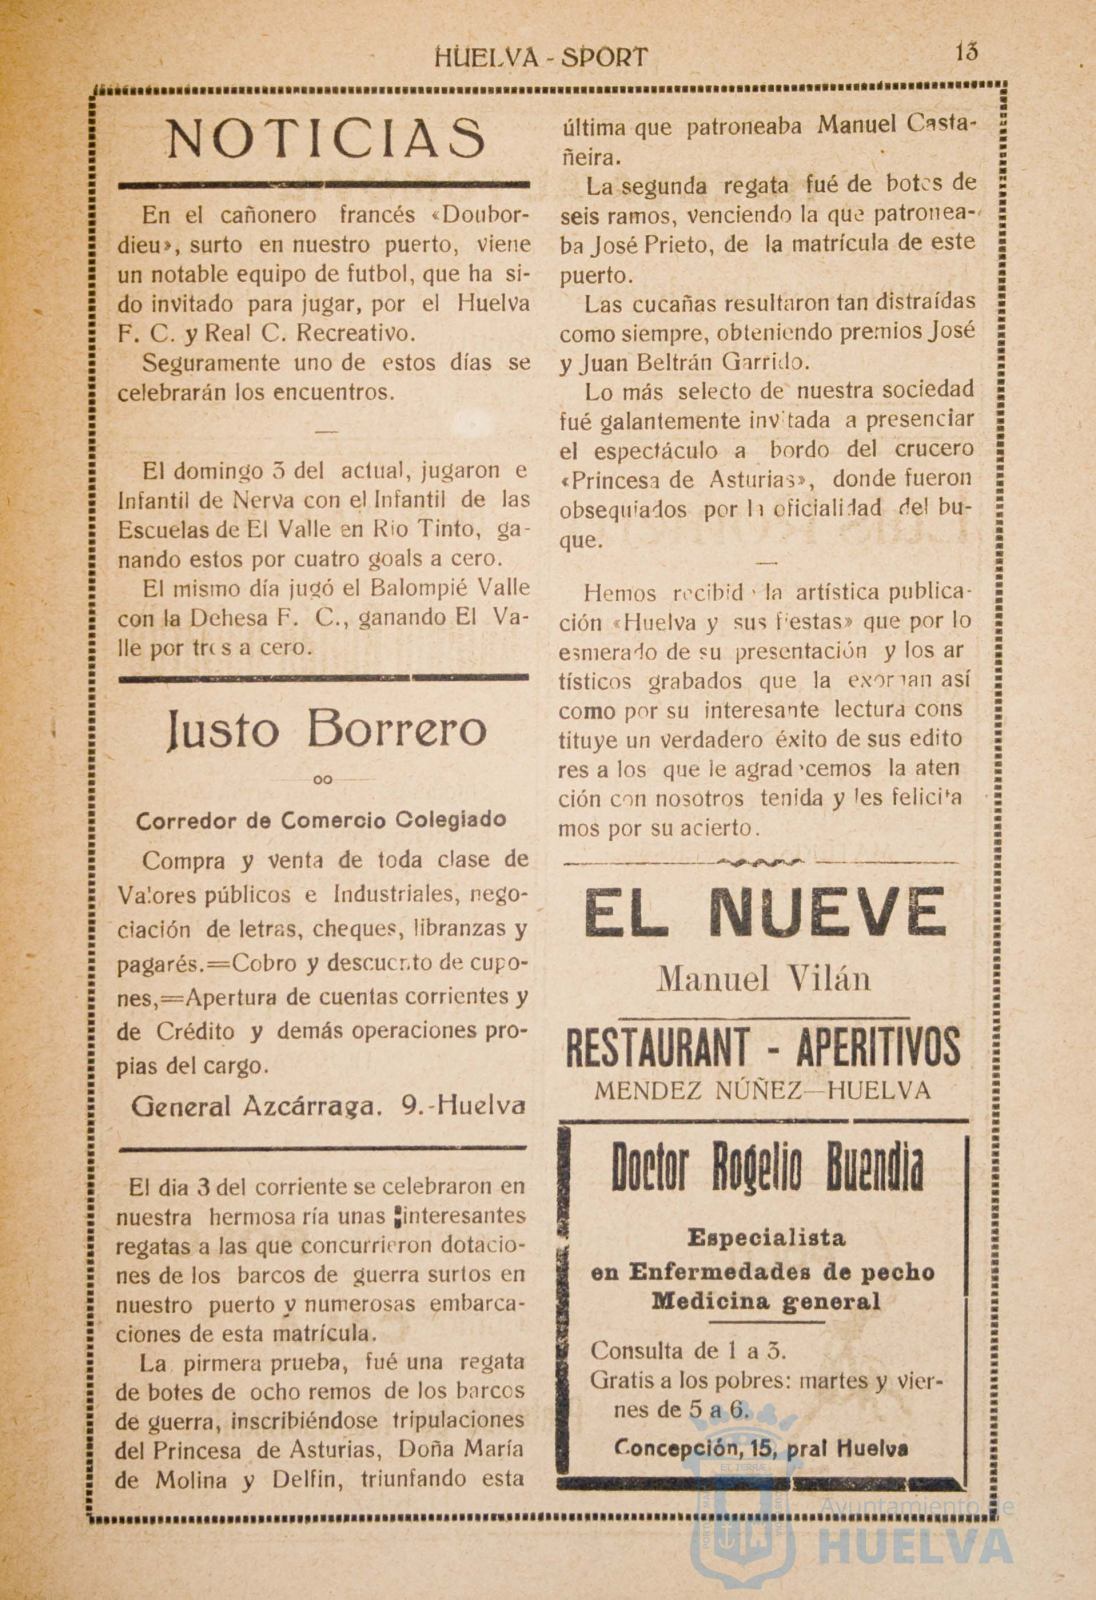 HUELVA - SPORT
13
NOTICIAS
En el cañonero francés «Doubor-
dieu», surto en nuestro puerto, viene
un notable equipo de futbol, que ha si-
do invitado para jugar, por el Huelva
F. C. y Real C. Recreativo.
Seguramente uno de estos días se
celebrarán los encuentros.
—
El domingo 3 del actual, jugaron e
Infantil de Nerva con el Infantil de las
Escuelas de El Valle en Rio Tinto, ga-
nando estos por cuatro goals a cero.
El mismo día jugó el Balompié Valle
con la Dehesa F. C., ganando El Va-
lle por tres a cero.
Justo Borrero
Corredor de Comercio Colegiado
Compra y venta de toda clase de
Valores públicos e Industriales, nego-
ciación de letras, cheques, libranzas y
pagarés.=Cobro y descuento de cupo-
nes,=Apertura de cuentas corrientes y
de Crédito y demás operaciones pro-
pias del cargo.
General Azcárraga. 9.-Huelva
El dia 3 del corriente se celebraron en
nuestra hermosa ría unas interesantes
regatas a las que concurrieron dotacio-
nes de los barcos de guerra surtos en
nuestro puerto y numerosas embarca-
ciones de esta matrícula.
La pirmera prueba, fué una regata
de botes de ocho remos de los barcos
de guerra, inscribiéndose tripulaciones
del Princesa de Asturias, Doña María
de Molina y Delfin, triunfando esta
última que patroneaba Manuel Casta-
ñeira.
La segunda regata fué de botes de
seis ramos, venciendo la que patronea-
ba José Prieto, de la matrícula de este
puerto.
Las cucañas resultaron tan distraídas
como siempre, obteniendo premios José
y Juan Beltrán Garrido.
Lo más selecto de nuestra sociedad
fué galantemente invitada a presenciar
el espectáculo a bordo del crucero
«Princesa de Asturias», donde fueron
obsequiados por la oficialidad del bu-
que.
—
Hemos recibido la artística publica-
ción «Huelva y sus fiestas» que por lo
esmerado de su presentación y los ar
tísticos grabados que la exornan así
como por su interesante lectura cons
tituye un verdadero éxito de sus edito
res a los que le agradecemos la aten
ción con nosotros tenida y les felicita
mos por su acierto.
EL NUEVE
Manuel Vilán
RESTAURANT - APERITIVOS
MENDEZ NÚÑEZ—HUELVA
Doctor Rogelio Buendia
Especialista
en Enfermedades de pecho
Medicina general
Consulta de 1 a 3.
Gratis a los pobres: martes y vier-
nes de 5 a 6.
Concepción, 15, pral Huelva
Ayuntamiento de
HUELVA